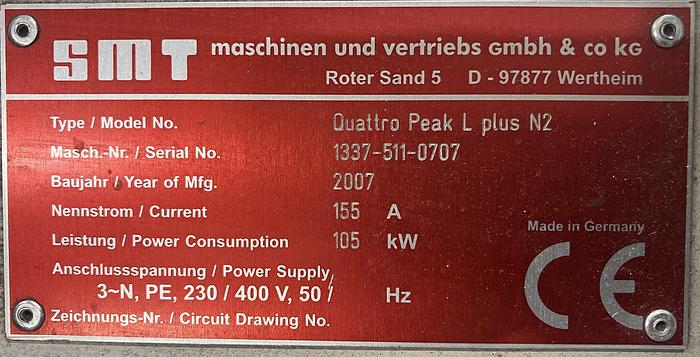 SMT maschinen und vertriebs gmbh & co kg
Roter Sand 5 D - 97877 Wertheim
Type / Model No. Quattro Peak L plus N2
Masch.-Nr. / Serial No. 1337-511-0707
Baujahr / Year of Mfg. 2007
Nennstrom / Current 155 A
Leistung / Power Consumption 105 kW
Made in Germany
Anschlussspannung / Power Supply
3~N, PE, 230 / 400 V, 50 / Hz
CE
Zeichnungs-Nr. / Circuit Drawing No.